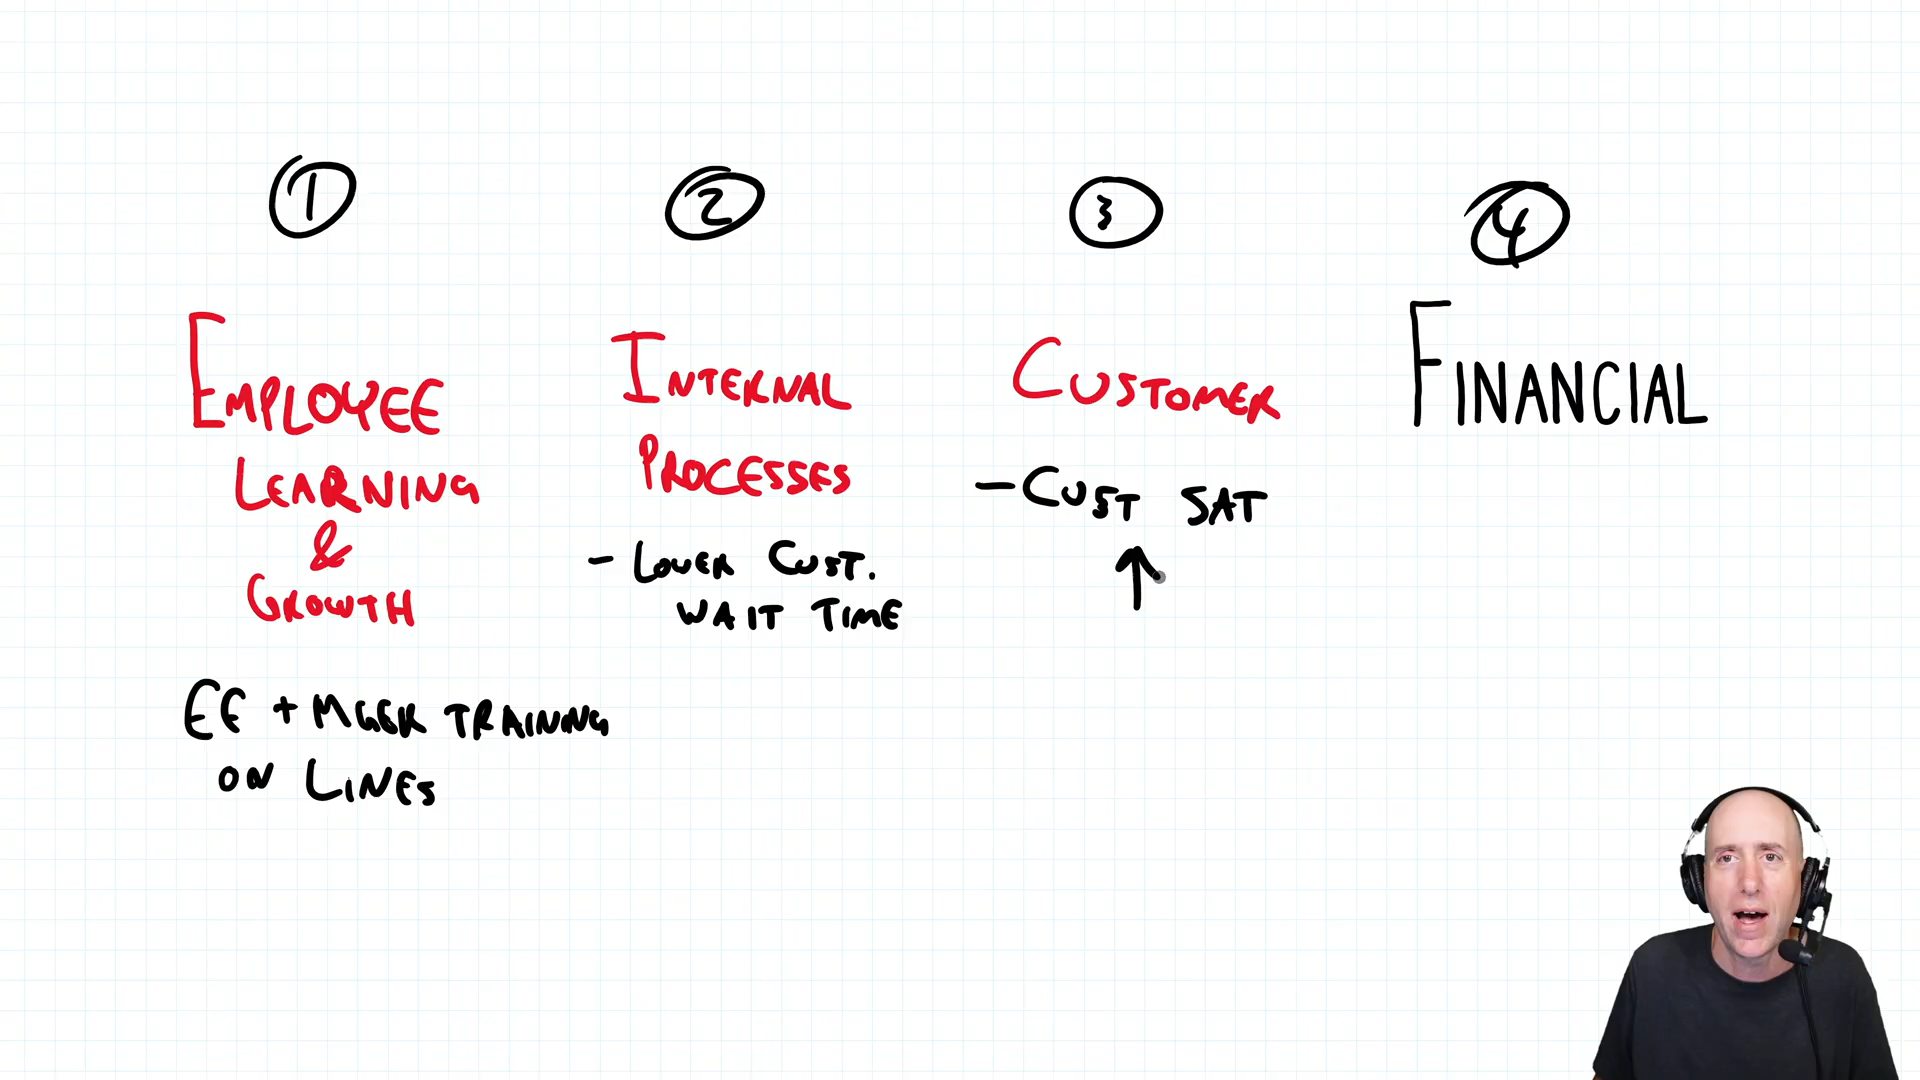 1
2
3
4
EMPLOYEE
LEARNING
&
GROWTH
EE + MGER TRAINING
ON LINES
INTERNAL
PROCESSES
- LOWER CUST.
WAIT TIME
CUSTOMER
- CUST SAT
↑
FINANCIAL